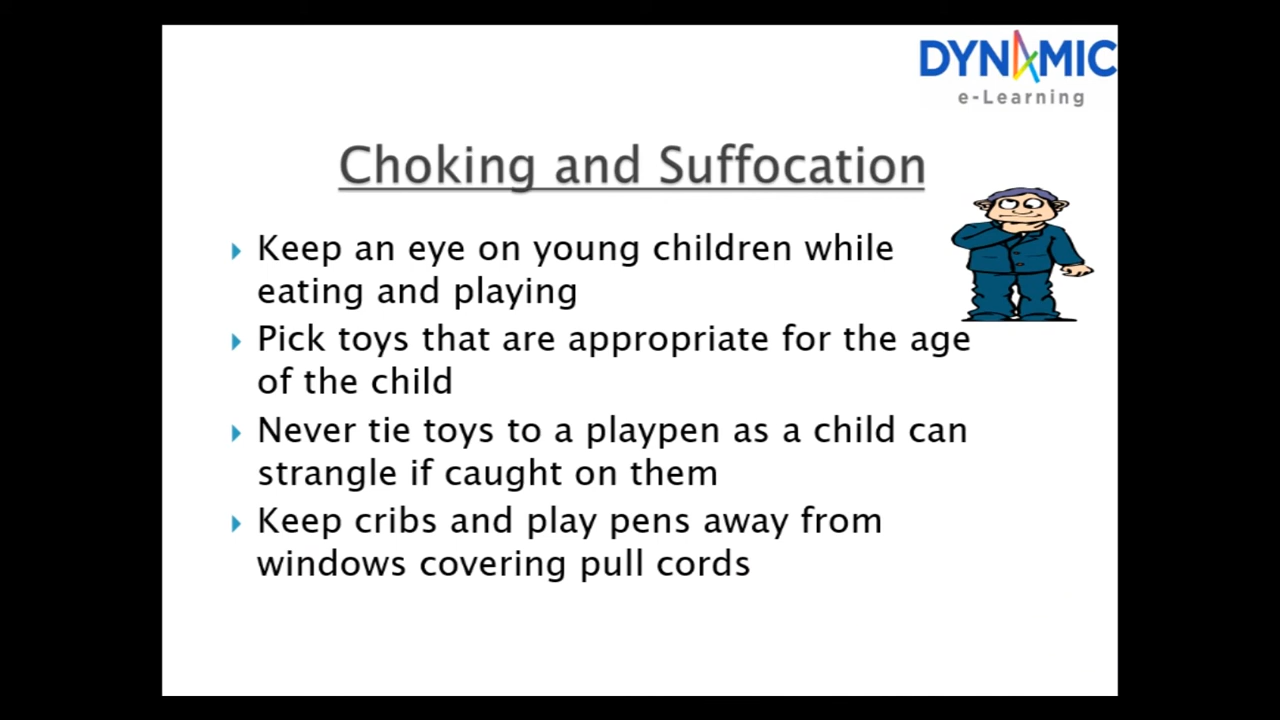 DYNAMIC
e-Learning
Choking and Suffocation
Keep an eye on young children while
eating and playing
Pick toys that are appropriate for the age
of the child
Never tie toys to a playpen as a child can
strangle if caught on them
Keep cribs and play pens away from
windows covering pull cords